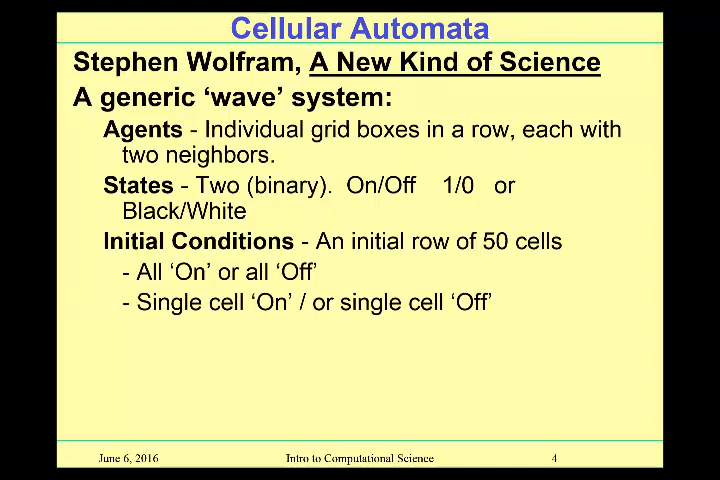 Cellular Automata
Stephen Wolfram, A New Kind of Science
A generic ‘wave’ system:
Agents - Individual grid boxes in a row, each with
two neighbors.
States - Two (binary). On/Off 1/0 or
Black/White
Initial Conditions - An initial row of 50 cells
- All ‘On’ or all ‘Off’
- Single cell ‘On’ / or single cell ‘Off’
June 6, 2016 Intro to Computational Science 4